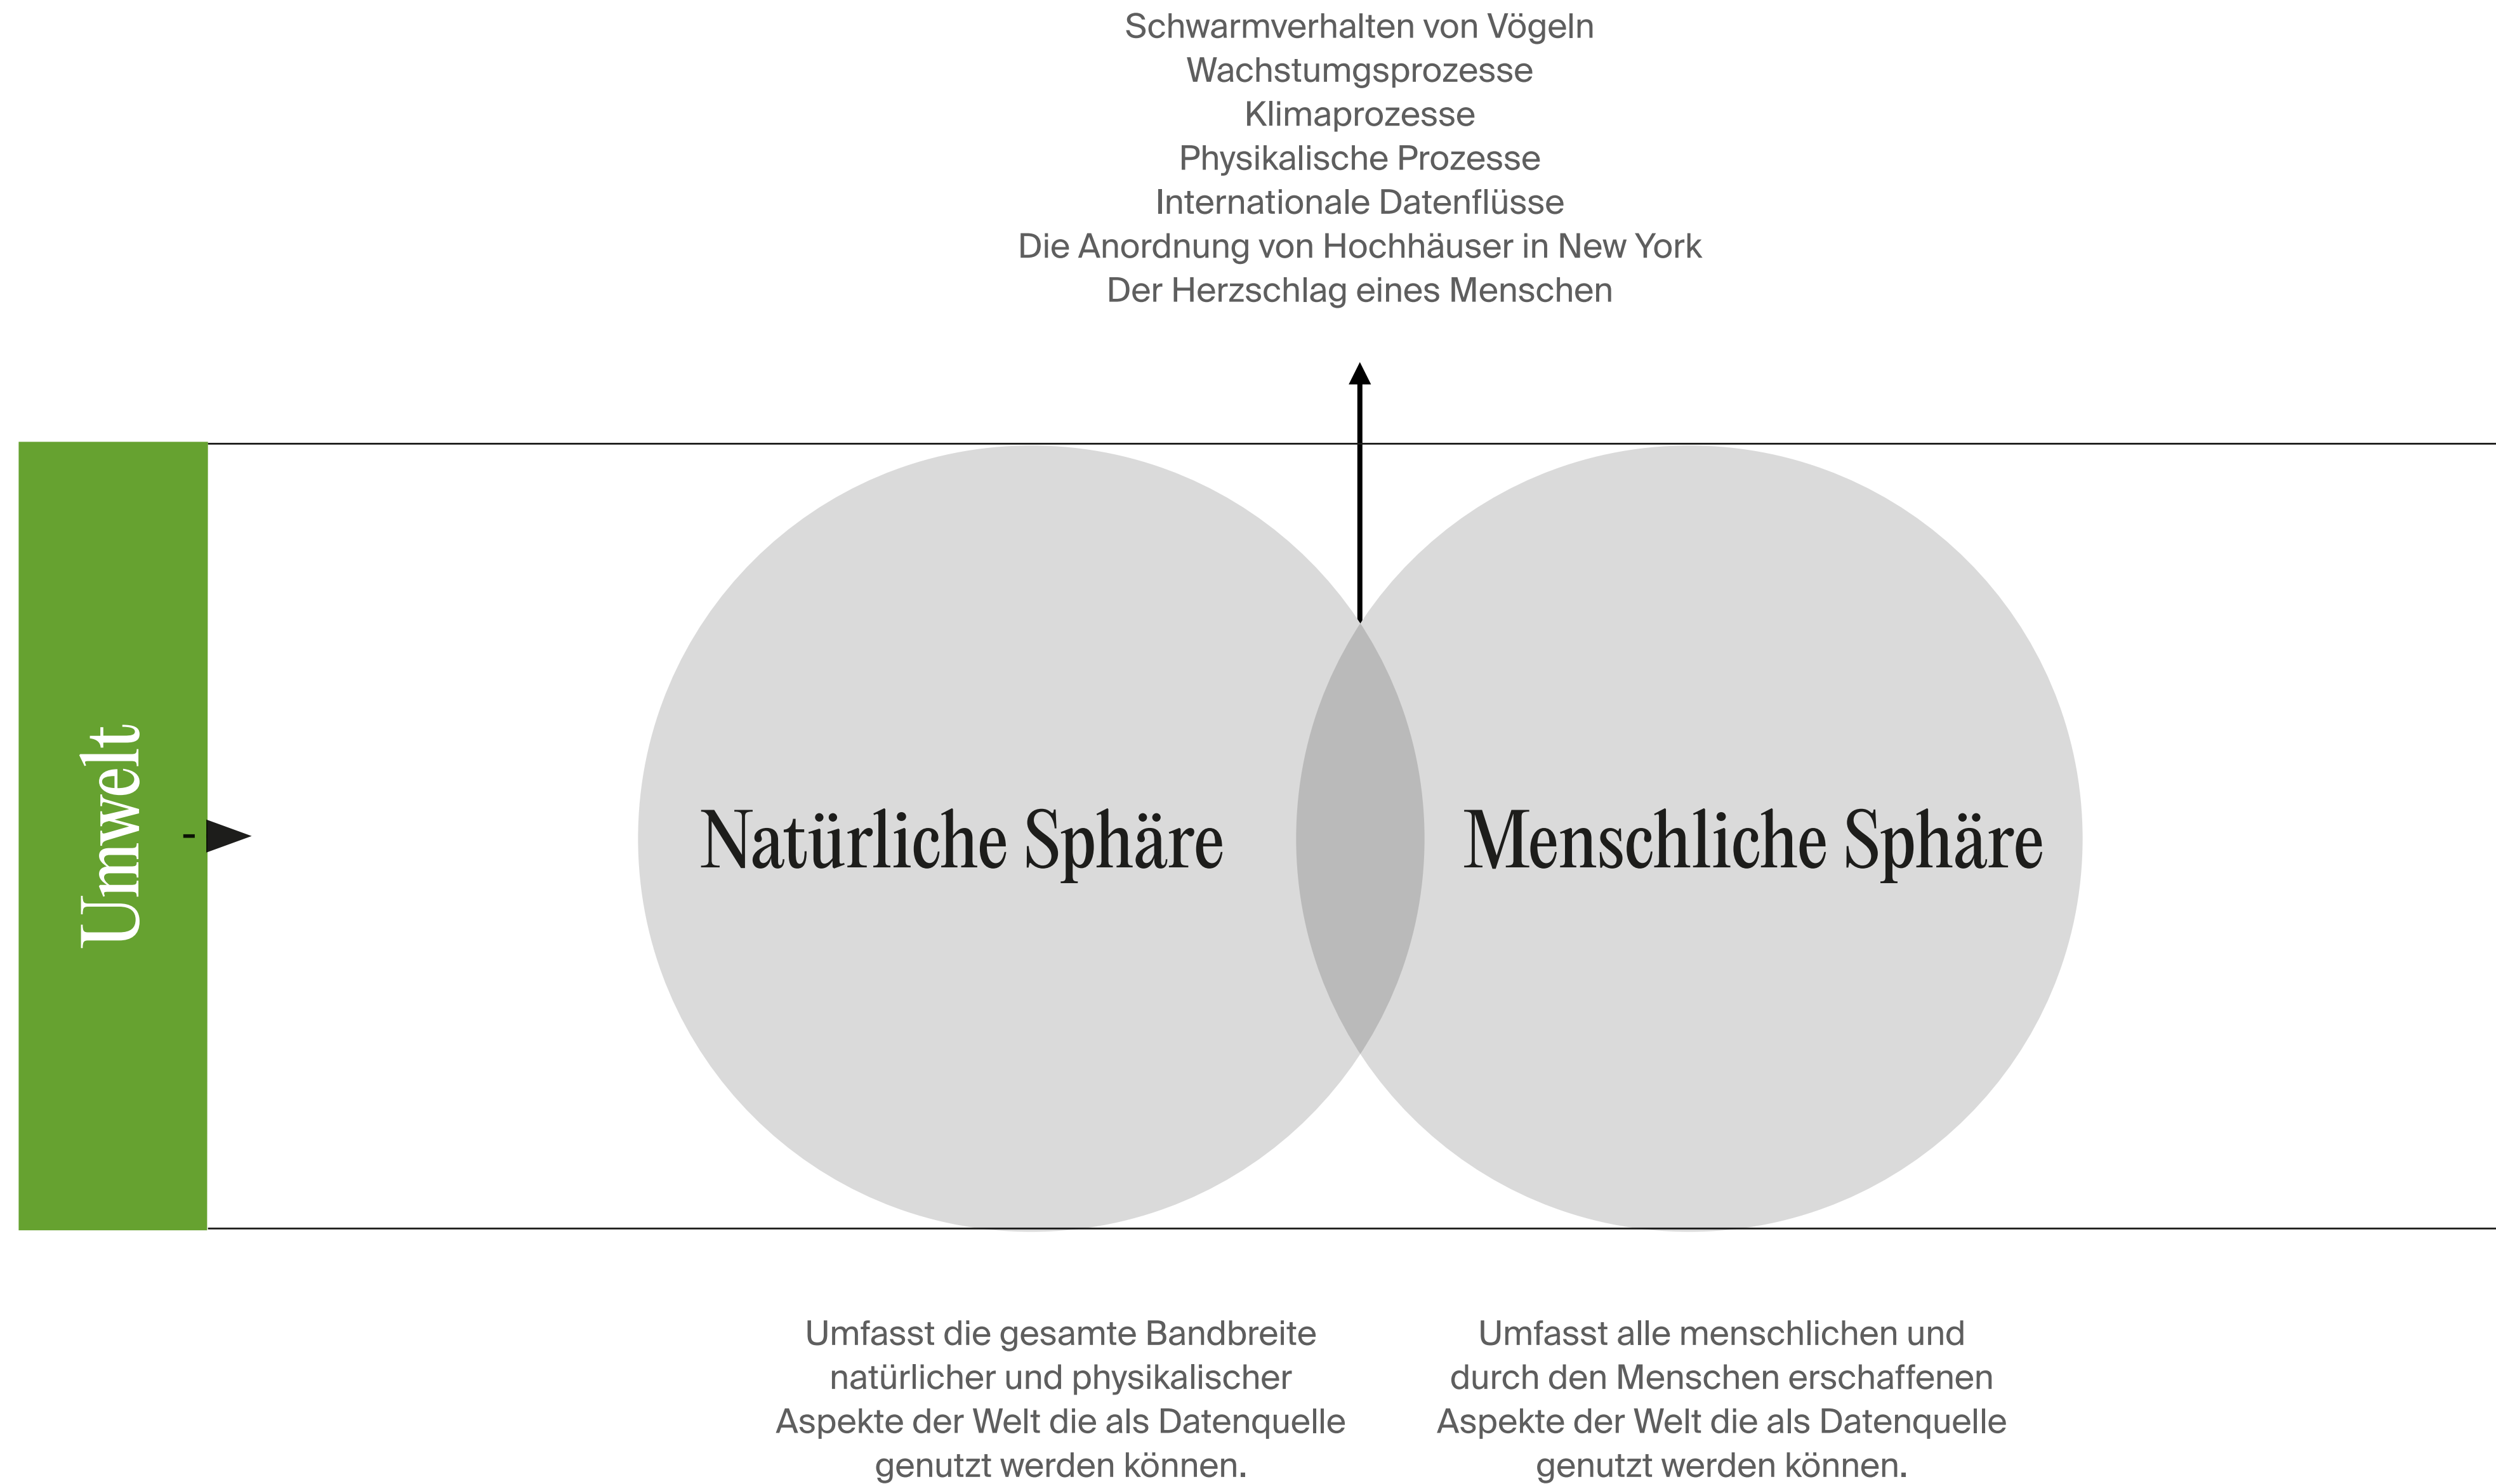 Schwarmverhalten von Vögeln
Wachstumgsprozesse
Klimaprozesse
Physikalische Prozesse
Internationale Datenflüsse
Die Anordnung von Hochhäuser in New York
Der Herzschlag eines Menschen
Umwelt
Natürliche Sphäre
Menschliche Sphäre
Umfasst die gesamte Bandbreite
natürlicher und physikalischer
Aspekte der Welt die als Datenquelle
genutzt werden können.
Umfasst alle menschlichen und
durch den Menschen erschaffenen
Aspekte der Welt die als Datenquelle
genutzt werden können.